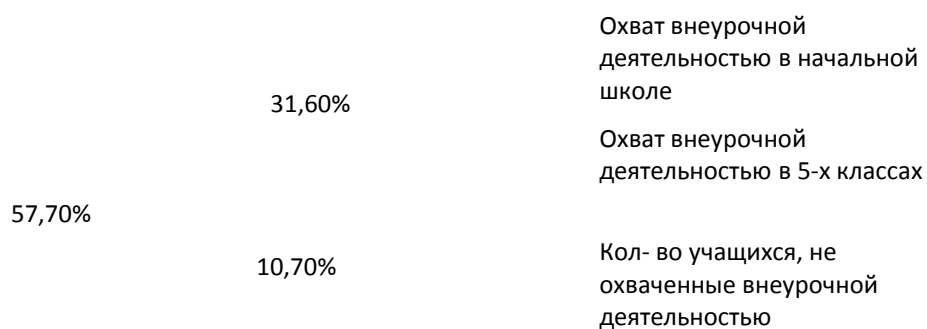 31,60%
57,70%
10,70%
Охват внеурочной
деятельностью в начальной
школе
Охват внеурочной
деятельностью в 5-х классах
Кол- во учащихся, не
охваченные внеурочной
деятельностью